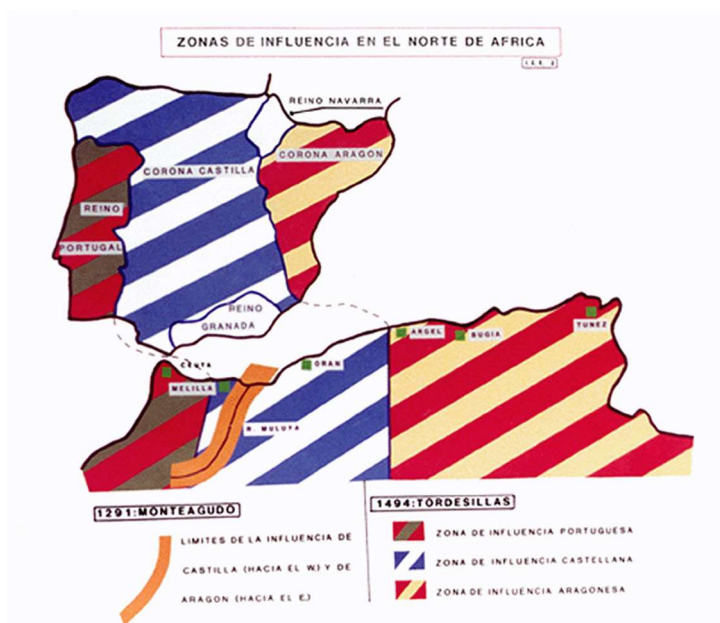 ZONAS DE INFLUENCIA EN EL NORTE DE AFRICA
REINO NAVARRA
CORONA ARAGON
CORONA CASTILLA
REINO
PORTUGAL
REINO
GRANADA
CEUTA
MELILLA
ORAN
ARGEL
BUGIA
TUNEZ
R. MULUYA
1291:MONTEAGUDO
LIMITES DE LA INFLUENCIA DE
CASTILLA (HACIA EL W.) Y DE
ARAGON (HACIA EL E.)
1494:TORDESILLAS
ZONA DE INFLUENCIA PORTUGUESA
ZONA DE INFLUENCIA CASTELLANA
ZONA DE INFLUENCIA ARAGONESA